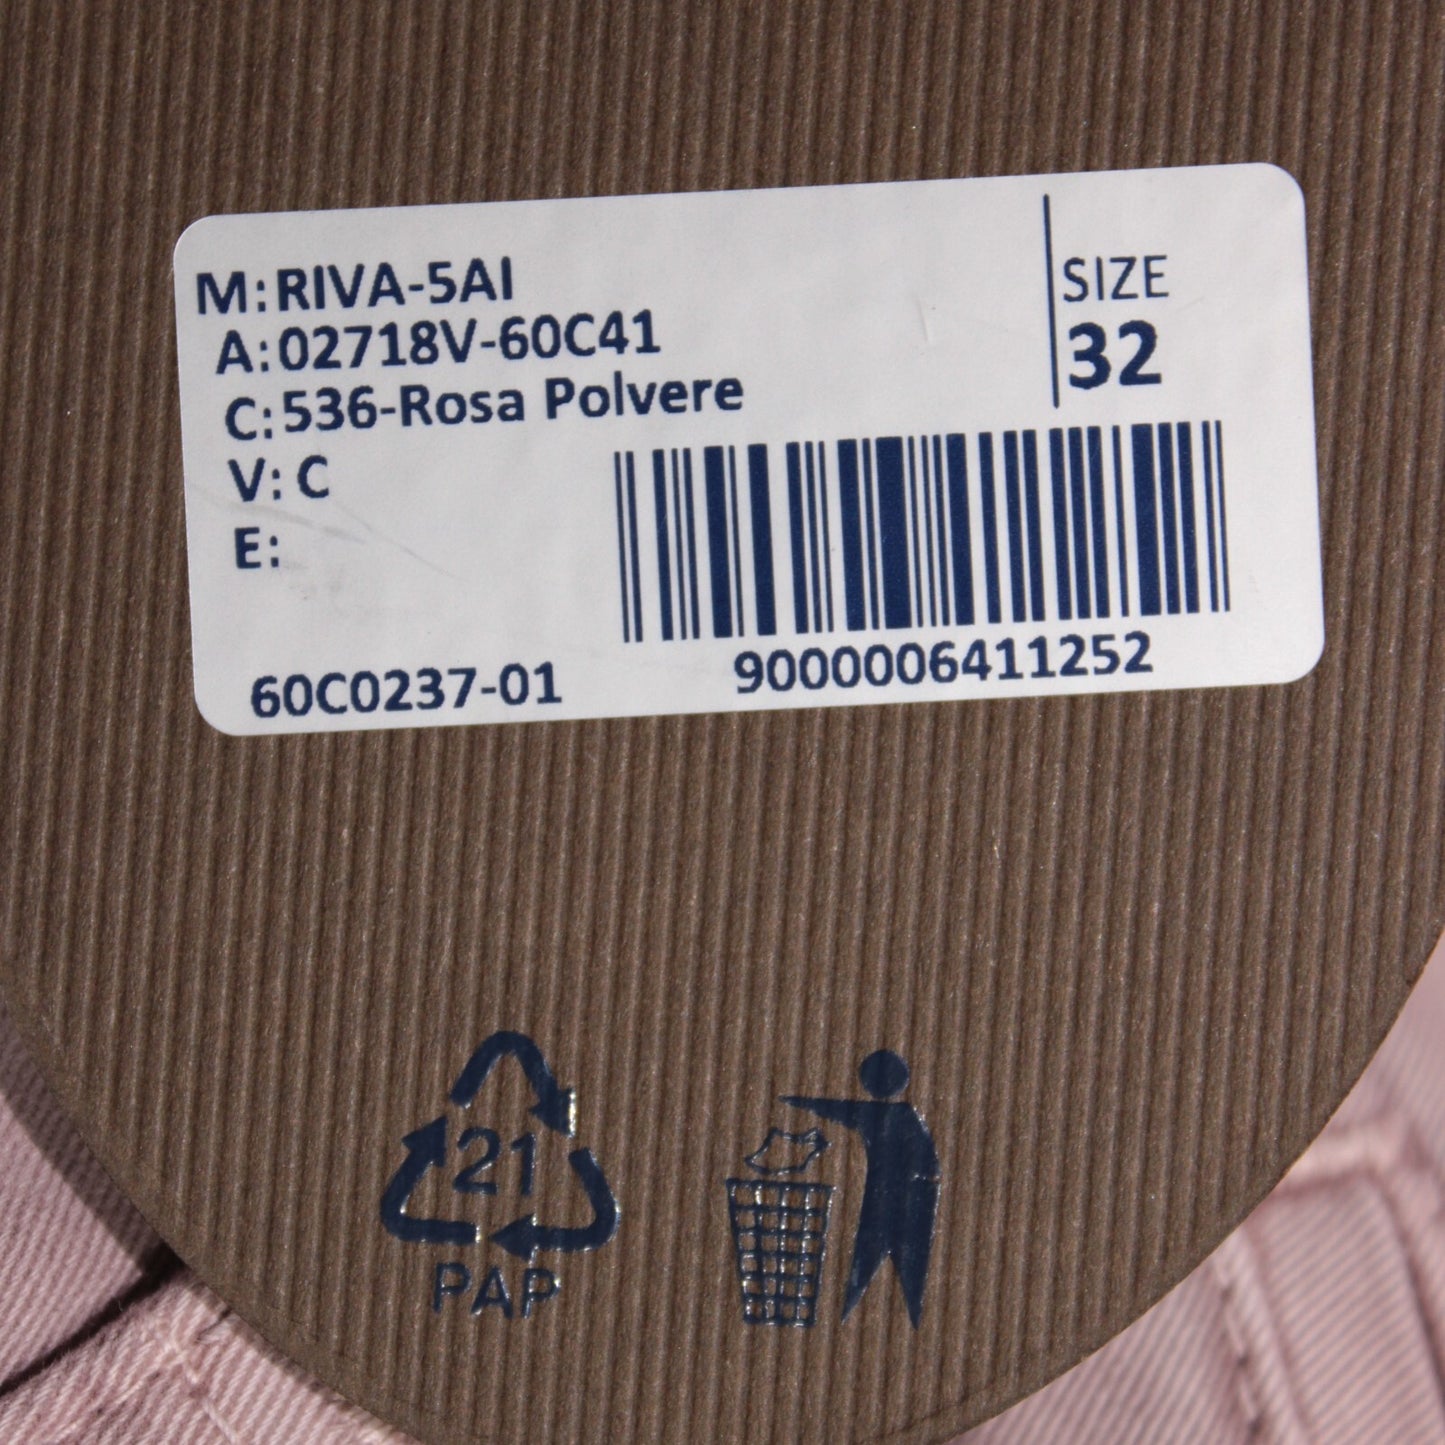 M: RIVA-5AI
A: 02718V-60C41
C: 536-Rosa Polvere
V: C
E:
SIZE
32
60C0237-01
9000006411252
21
PAP